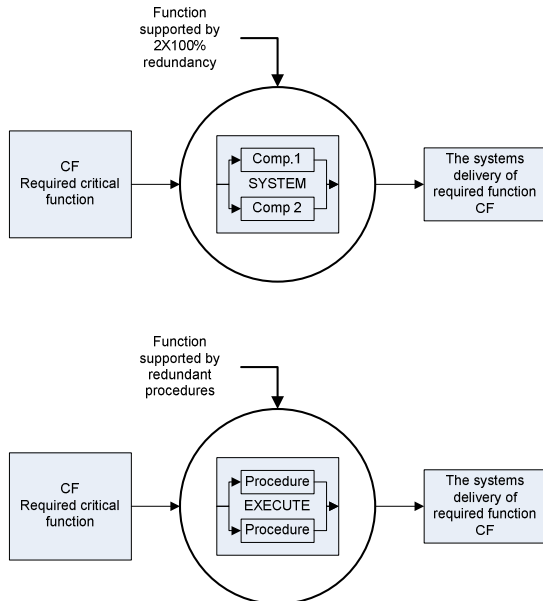 Function
supported by
2X100%
redundancy
CF
Required critical
function
Comp.1
SYSTEM
Comp 2
The systems
delivery of
required function
CF
Function
supported by
redundant
procedures
CF
Required critical
function
Procedure
EXECUTE
Procedure
The systems
delivery of
required function
CF